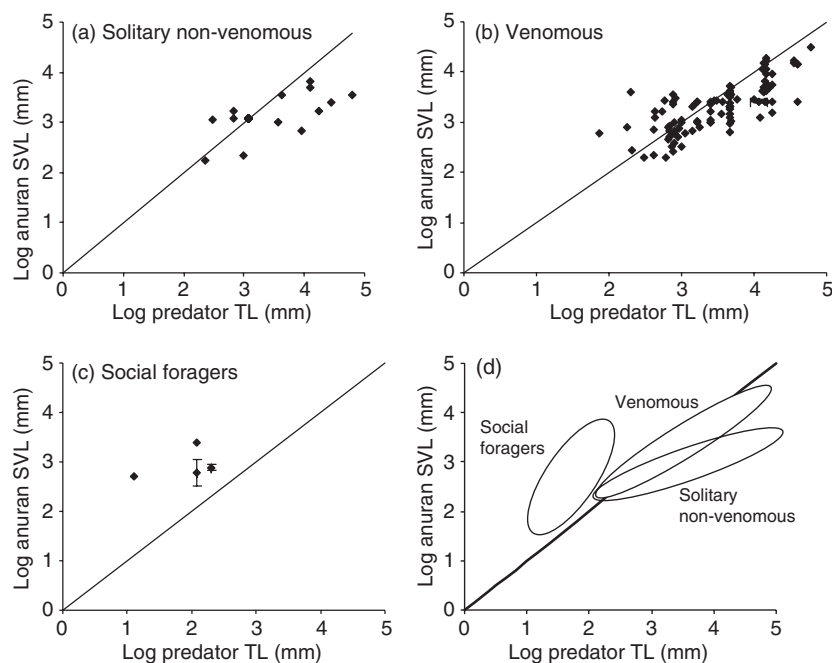 (a) Solitary non-venomous
Log anuran SVL (mm)
5
4
3
2
1
0
0 1 2 3 4 5
Log predator TL (mm)
(b) Venomous
Log anuran SVL (mm)
5
4
3
2
1
0
0 1 2 3 4 5
Log predator TL (mm)
(c) Social foragers
Log anuran SVL (mm)
5
4
3
2
1
0
0 1 2 3 4 5
Log predator TL (mm)
(d)
Log anuran SVL (mm)
5
4
3
2
1
0
Venomous
Social
foragers
Solitary
non-venomous
0 1 2 3 4 5
Log predator TL (mm)